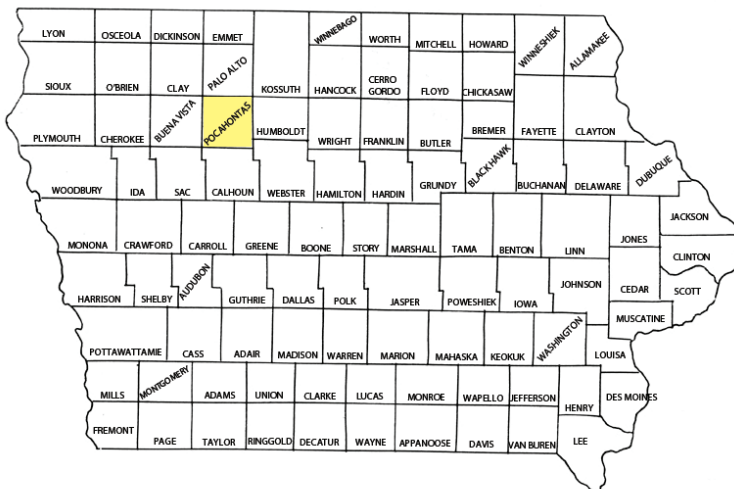 LYON OSCEOLA DICKINSON EMMET WINNEBAGO WORTH MITCHELL HOWARD WINNESHIEK ALLAMAKEE
SIOUX O'BRIEN CLAY PALO ALTO KOSSUTH HANCOCK CERRO GORDO FLOYD CHICKASAW
PLYMOUTH CHEROKEE BUENA VISTA POCAHONTAS HUMBOLDT WRIGHT FRANKLIN BUTLER BREMER FAYETTE CLAYTON
WOODBURY IDA SAC CALHOUN WEBSTER HAMILTON HARDIN GRUNDY BLACK HAWK BUCHANAN DELAWARE DUBUQUE
MONONA CRAWFORD CARROLL GREENE BOONE STORY MARSHALL TAMA BENTON LINN JONES JACKSON
CLINTON
HARRISON SHELBY AUDUBON GUTHRIE DALLAS POLK JASPER POWESHIEK IOWA JOHNSON CEDAR SCOTT
MUSCATINE
POTTAWATTAMIE CASS ADAIR MADISON WARREN MARION MAHASKA KEOKUK WASHINGTON LOUISA
MILLS MONTGOMERY ADAMS UNION CLARKE LUCAS MONROE WAPELLO JEFFERSON HENRY DES MOINES
FREMONT PAGE TAYLOR RINGGOLD DECATUR WAYNE APPANOOSE DAVIS VAN BUREN LEE